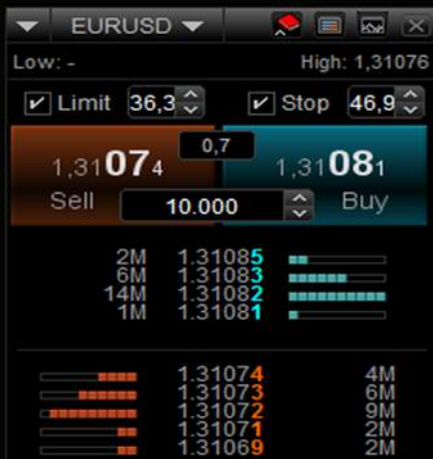 EURUSD
Low: - High: 1,31076
Limit 36,3 Stop 46,9
0,7
1,31074 1,31081
Sell 10.000 Buy
2M 1.31085
6M 1.31083
14M 1.31082
1M 1.31081
1.31074 4M
1.31073 6M
1.31072 9M
1.31071 2M
1.31069 2M